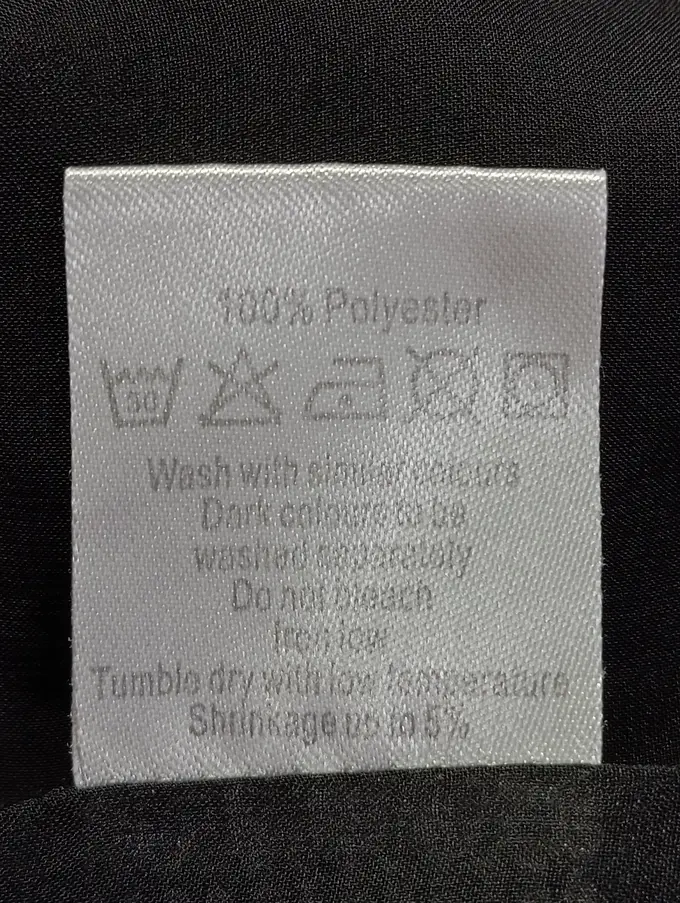 100% Polyester
30
Wash with similar colours
Dark colours to be
washed separately
Do not bleach
Iron low
Tumble dry with low temperature
Shrinkage up to 5%